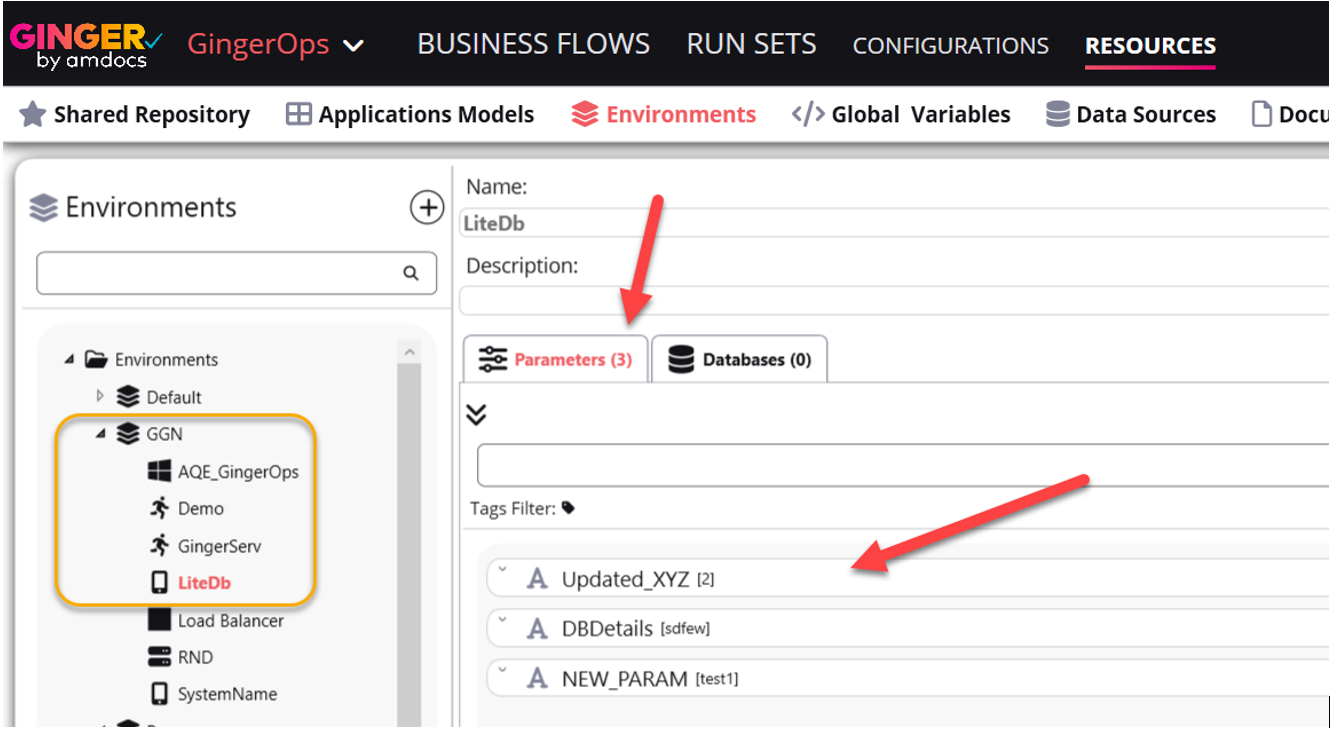 GINGER by amdocs GingerOps BUSINESS FLOWS RUN SETS CONFIGURATIONS RESOURCES
Shared Repository Applications Models Environments </> Global Variables Data Sources Docu
Environments
Name:
LiteDb
Description:
Parameters (3) Databases (0)
Environments
Default
GGN
AQE_GingerOps
Demo
GingerServ
LiteDb
Load Balancer
RND
SystemName
Tags Filter:
A Updated_XYZ [2]
A DBDetails [sdfew]
A NEW_PARAM [test1]